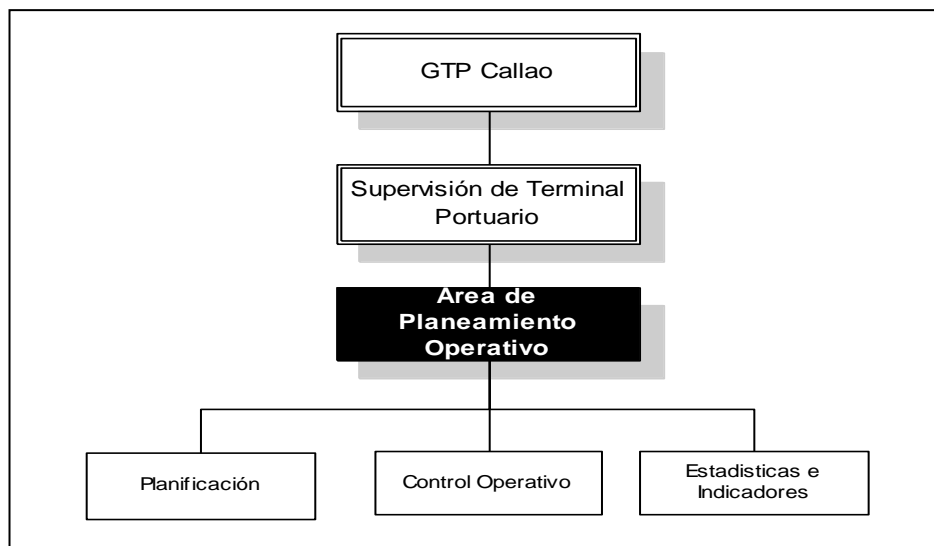 GTP Callao
Supervisión de Terminal
Portuario
Area de
Planeamiento
Operativo
Planificación
Control Operativo
Estadisticas e
Indicadores